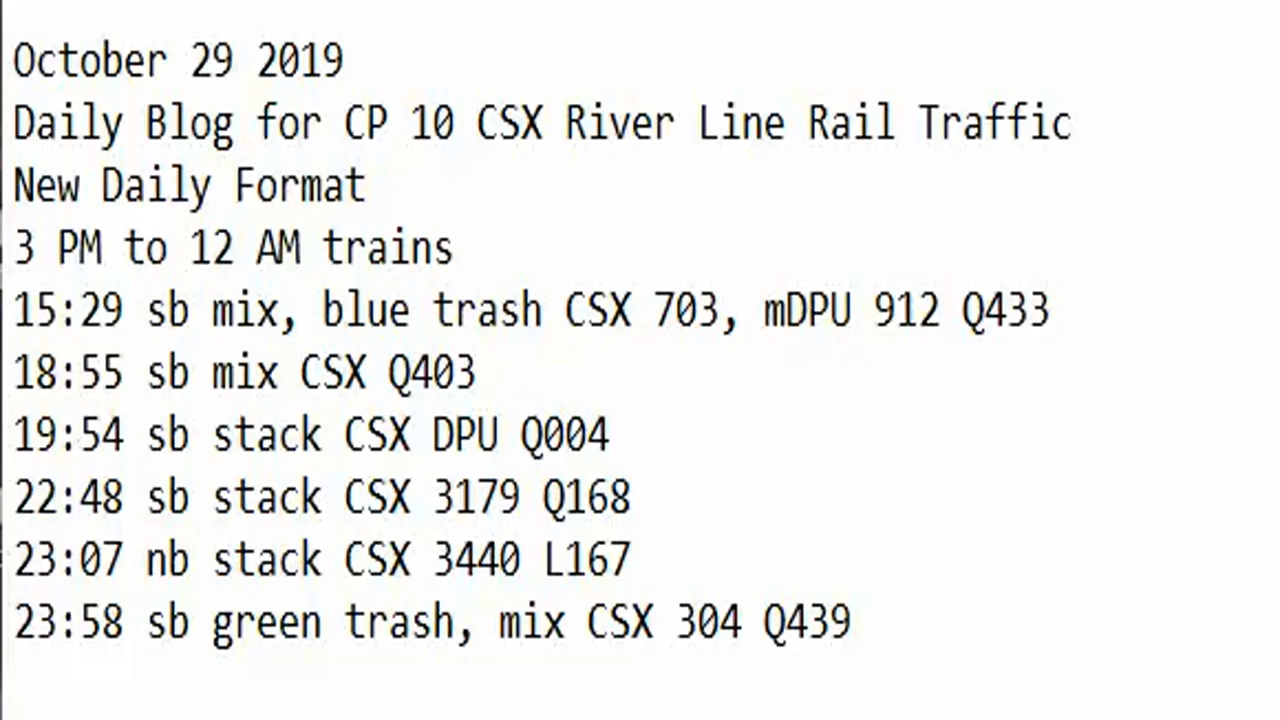 October 29 2019
Daily Blog for CP 10 CSX River Line Rail Traffic
New Daily Format
3 PM to 12 AM trains
15:29 sb mix, blue trash CSX 703, mDPU 912 Q433
18:55 sb mix CSX Q403
19:54 sb stack CSX DPU Q004
22:48 sb stack CSX 3179 Q168
23:07 nb stack CSX 3440 L167
23:58 sb green trash, mix CSX 304 Q439